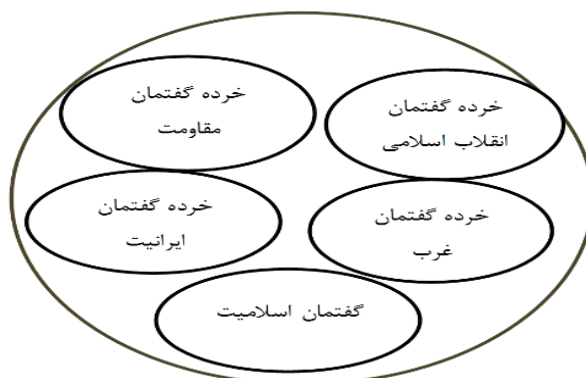 خرده گفتمان
انقلاب اسلامی
خرده گفتمان
مقاومت
خرده گفتمان
غرب
خرده گفتمان
ایرانیت
گفتمان اسلامیت